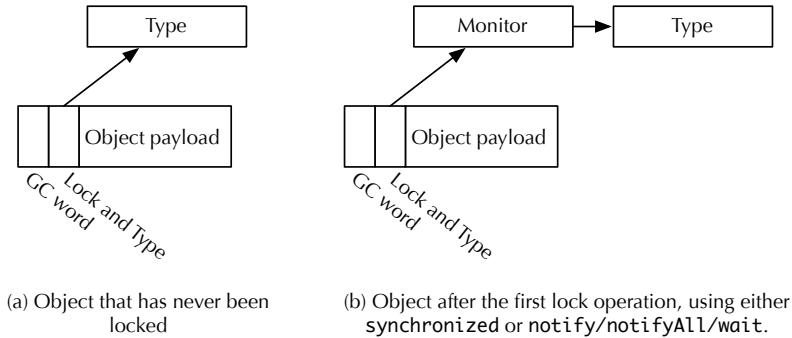 Type
Monitor
Type
Object payload
Object payload
GC word
Lock and Type
GC word
Lock and Type
(a) Object that has never been
locked
(b) Object after the first lock operation, using either
synchronized or notify/notifyAll/wait.